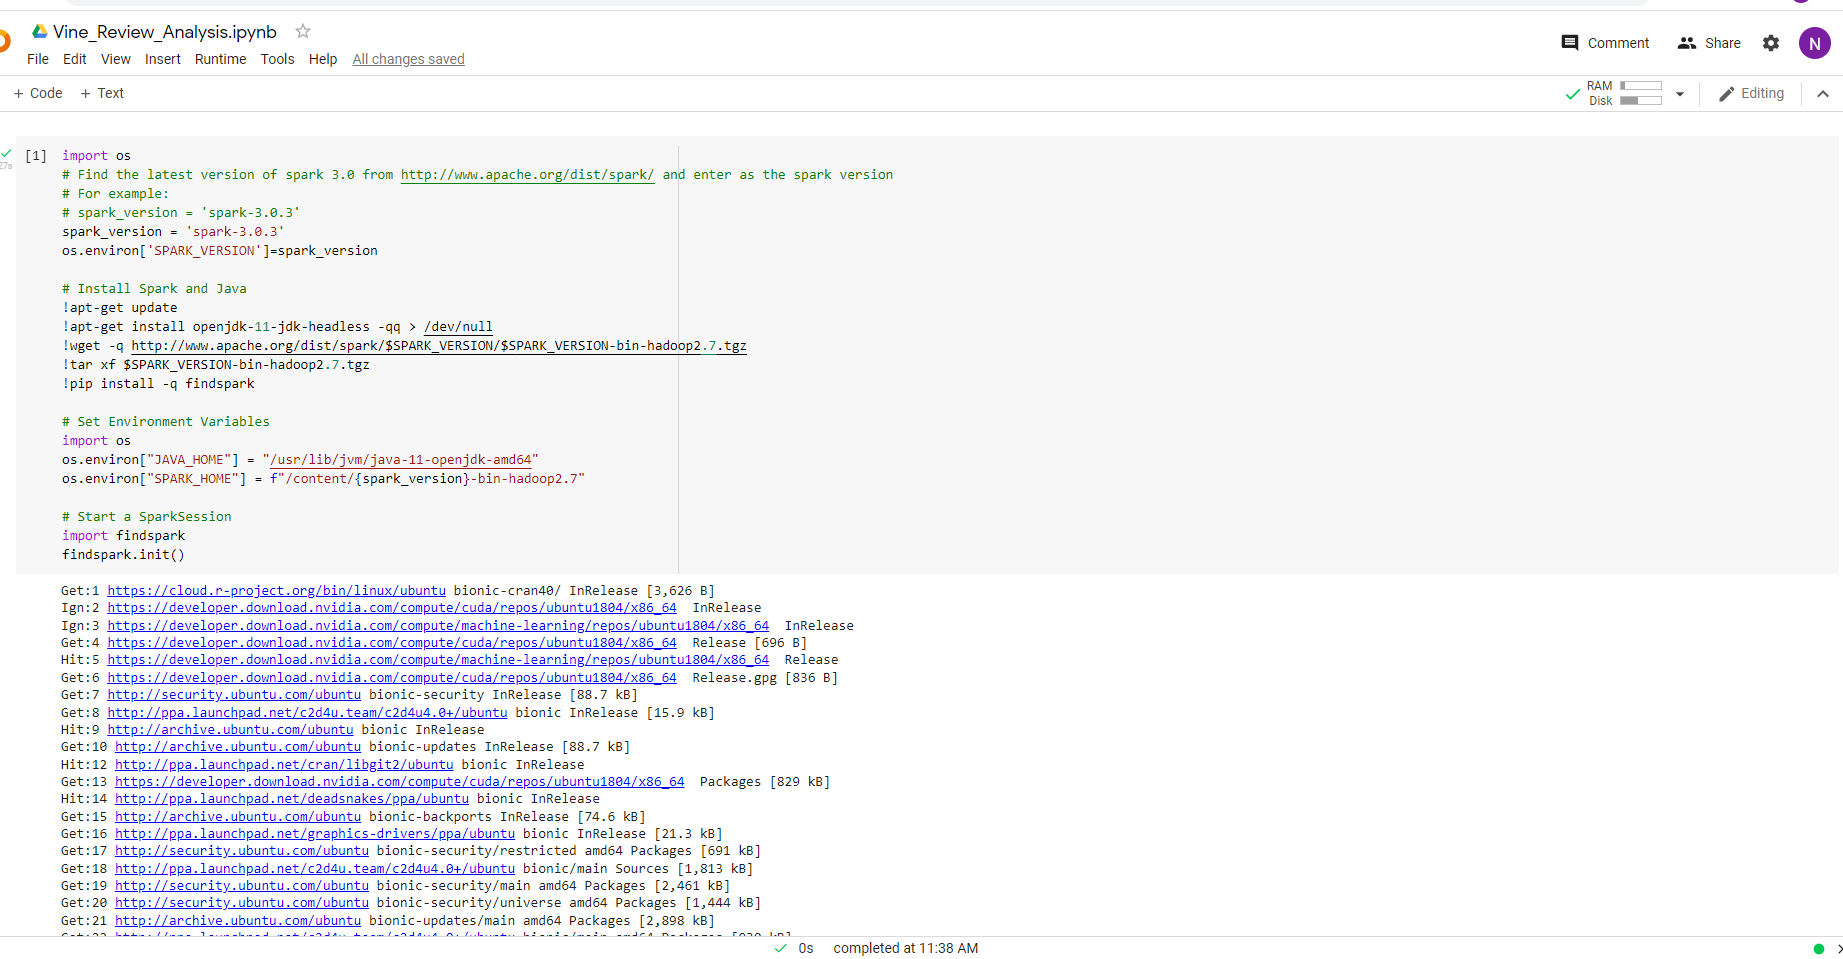 Vine_Review_Analysis.ipynb
File Edit View Insert Runtime Tools Help All changes saved
Comment Share N
+ Code + Text
RAM
Disk
Editing
27s
[1] import os
# Find the latest version of spark 3.0 from http://www.apache.org/dist/spark/ and enter as the spark version
# For example:
# spark_version = 'spark-3.0.3'
spark_version = 'spark-3.0.3'
os.environ['SPARK_VERSION']=spark_version
# Install Spark and Java
!apt-get update
!apt-get install openjdk-11-jdk-headless -qq > /dev/null
!wget -q http://www.apache.org/dist/spark/$SPARK_VERSION/$SPARK_VERSION-bin-hadoop2.7.tgz
!tar xf $SPARK_VERSION-bin-hadoop2.7.tgz
!pip install -q findspark
# Set Environment Variables
import os
os.environ["JAVA_HOME"] = "/usr/lib/jvm/java-11-openjdk-amd64"
os.environ["SPARK_HOME"] = f"/content/{spark_version}-bin-hadoop2.7"
# Start a SparkSession
import findspark
findspark.init()
Get:1 https://cloud.r-project.org/bin/linux/ubuntu bionic-cran40/ InRelease [3,626 B]
Ign:2 https://developer.download.nvidia.com/compute/cuda/repos/ubuntu1804/x86_64 InRelease
Ign:3 https://developer.download.nvidia.com/compute/machine-learning/repos/ubuntu1804/x86_64 InRelease
Get:4 https://developer.download.nvidia.com/compute/cuda/repos/ubuntu1804/x86_64 Release [696 B]
Hit:5 https://developer.download.nvidia.com/compute/machine-learning/repos/ubuntu1804/x86_64 Release
Get:6 https://developer.download.nvidia.com/compute/cuda/repos/ubuntu1804/x86_64 Release.gpg [836 B]
Get:7 http://security.ubuntu.com/ubuntu bionic-security InRelease [88.7 kB]
Get:8 http://ppa.launchpad.net/c2d4u.team/c2d4u4.0+/ubuntu bionic InRelease [15.9 kB]
Hit:9 http://archive.ubuntu.com/ubuntu bionic InRelease
Get:10 http://archive.ubuntu.com/ubuntu bionic-updates InRelease [88.7 kB]
Hit:12 http://ppa.launchpad.net/cran/libgit2/ubuntu bionic InRelease
Get:13 https://developer.download.nvidia.com/compute/cuda/repos/ubuntu1804/x86_64 Packages [829 kB]
Hit:14 http://ppa.launchpad.net/deadsnakes/ppa/ubuntu bionic InRelease
Get:15 http://archive.ubuntu.com/ubuntu bionic-backports InRelease [74.6 kB]
Get:16 http://ppa.launchpad.net/graphics-drivers/ppa/ubuntu bionic InRelease [21.3 kB]
Get:17 http://security.ubuntu.com/ubuntu bionic-security/restricted amd64 Packages [691 kB]
Get:18 http://ppa.launchpad.net/c2d4u.team/c2d4u4.0+/ubuntu bionic/main Sources [1,813 kB]
Get:19 http://security.ubuntu.com/ubuntu bionic-security/main amd64 Packages [2,461 kB]
Get:20 http://security.ubuntu.com/ubuntu bionic-security/universe amd64 Packages [1,444 kB]
Get:21 http://archive.ubuntu.com/ubuntu bionic-updates/main amd64 Packages [2,898 kB]
0s completed at 11:38 AM